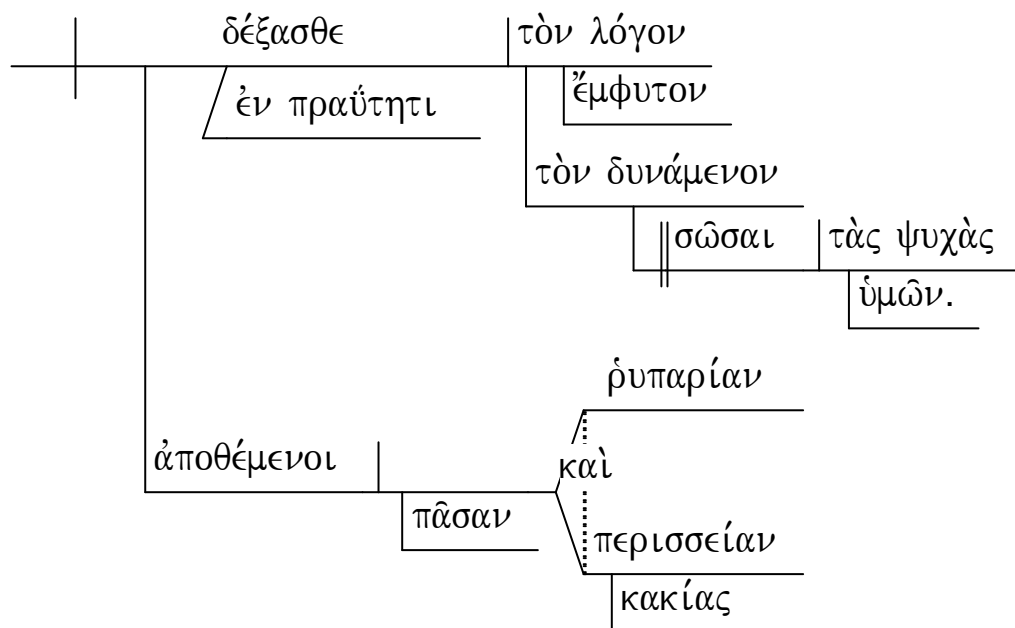 δέξασθε τὸν λόγον
ἐν πραΰτητι ἔμφυτον
τὸν δυνάμενον
σῶσαι τὰς ψυχὰς
ὑμῶν.
ῥυπαρίαν
ἀποθέμενοι καὶ
πᾶσαν περισσείαν
κακίας